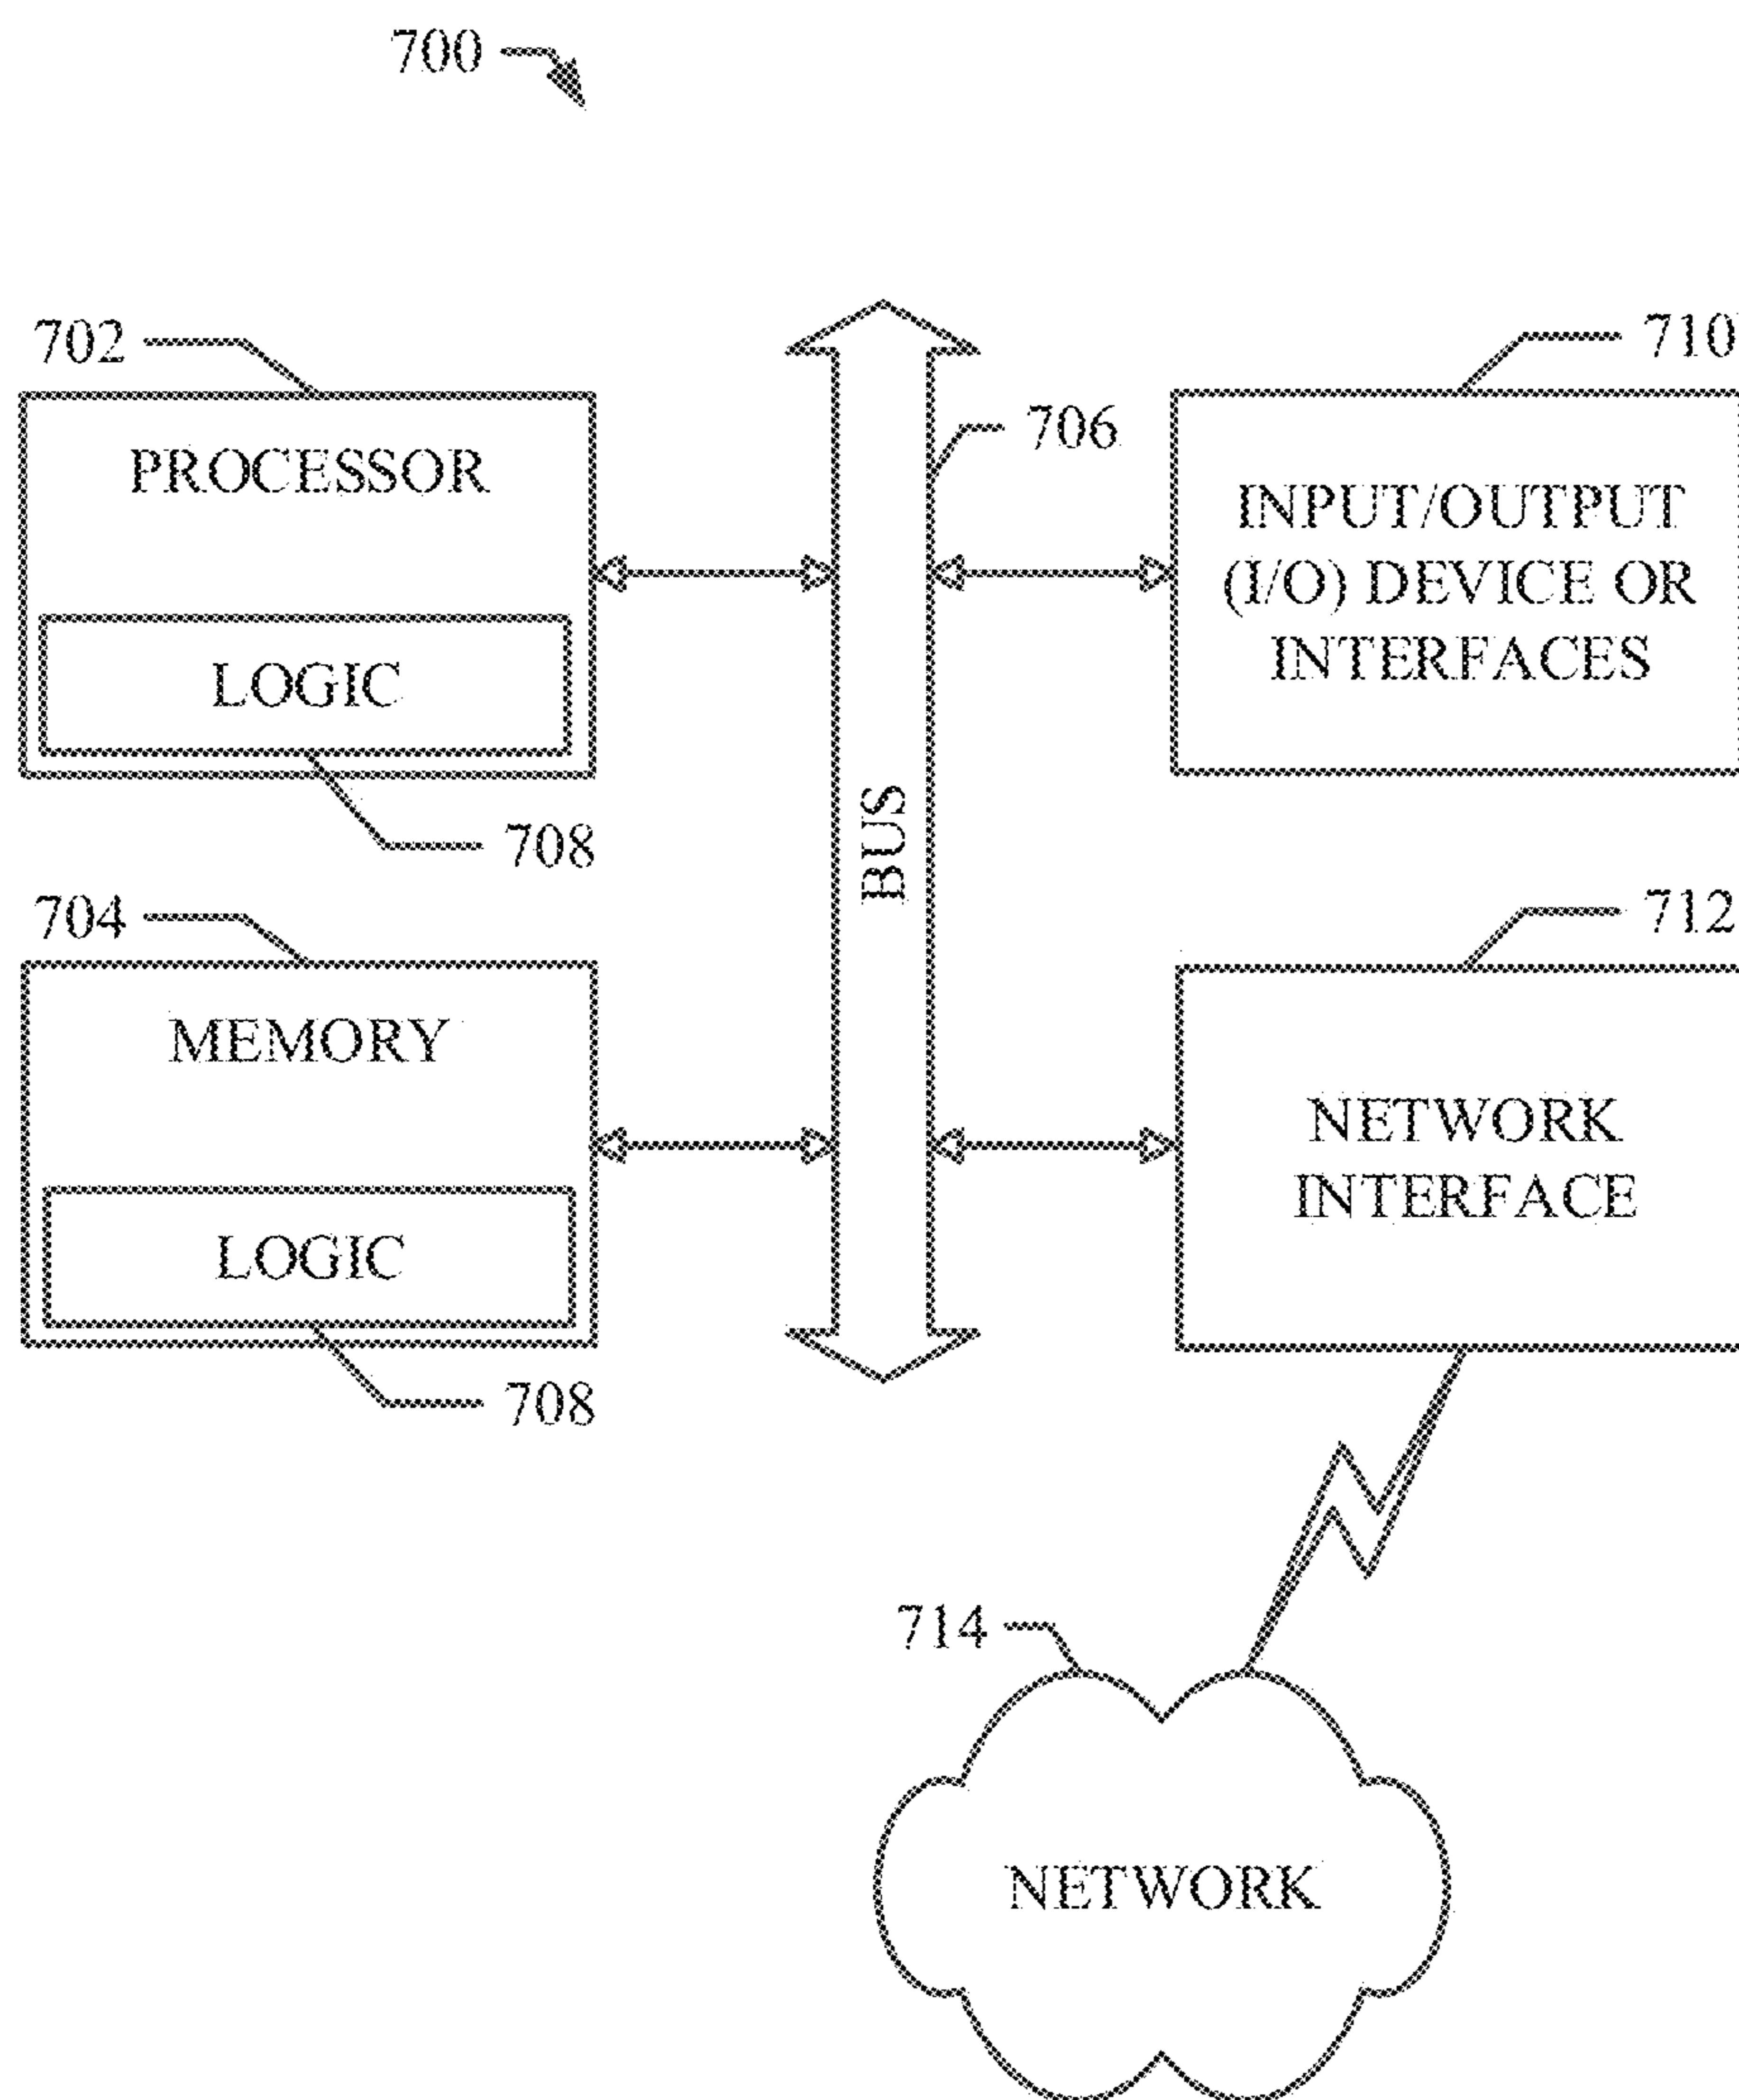 700
702
710
706
PROCESSOR
INPUT/OUTPUT
(I/O) DEVICE OR
INTERFACES
LOGIC
708
BUS
704
712
MEMORY
NETWORK
INTERFACE
LOGIC
708
714
NETWORK